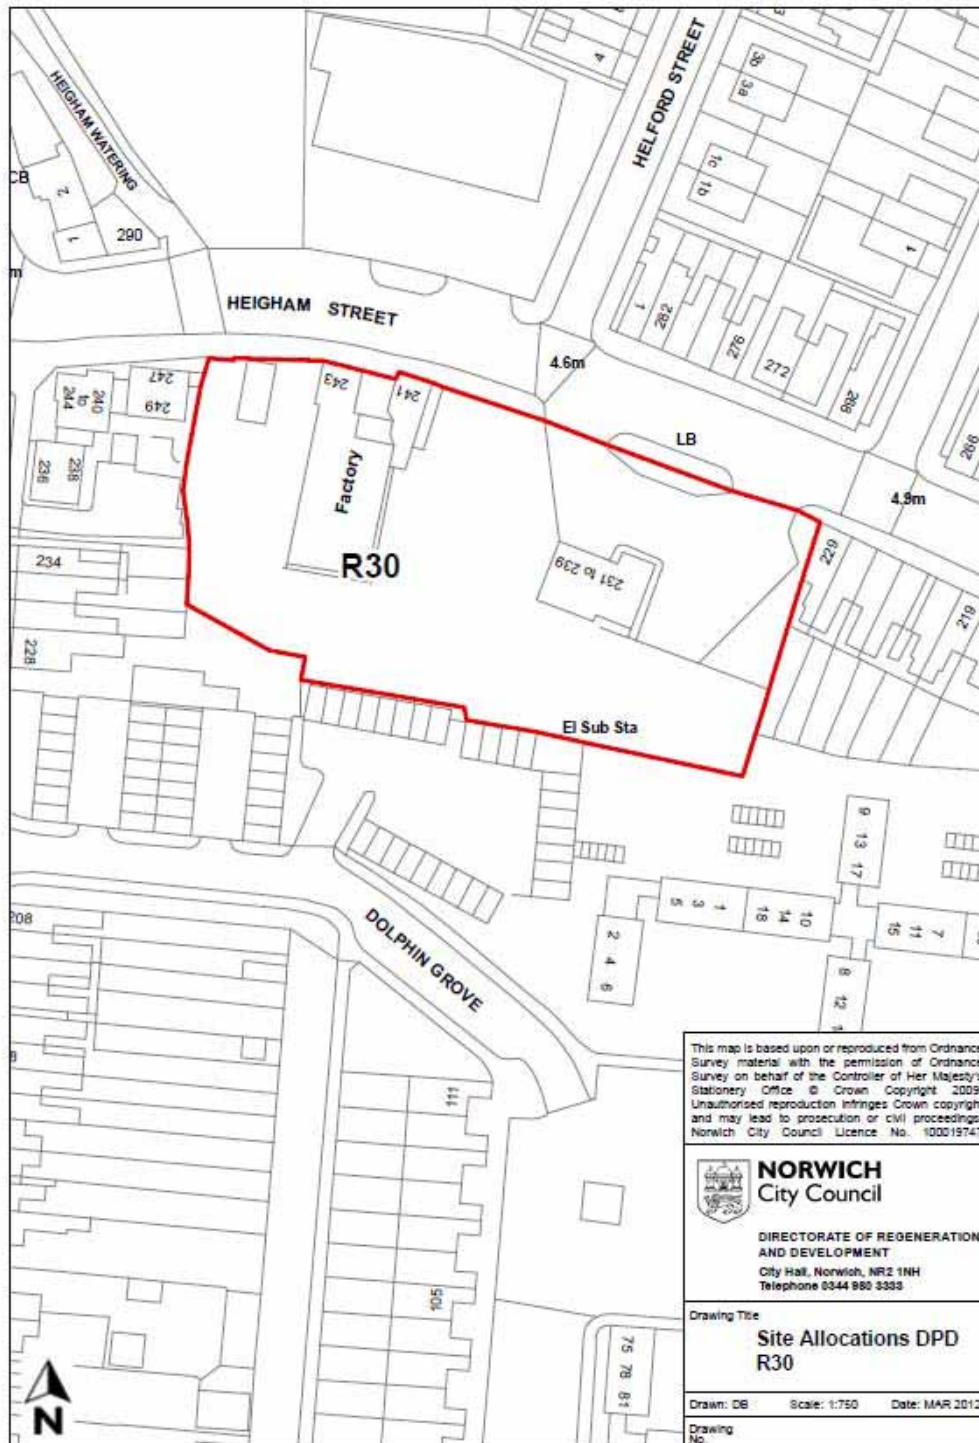 4
HELFORD STREET
3b
3a
1c
1b
1
HEIGHAM WATERING
CB
2
1
290
m
HEIGHAM STREET
4.6m
1
282
276
272
268
266
LB
4.9m
247
249
240
to
244
236
238
243
241
Factory
R30
231 to 239
229
219
234
228
El Sub Sta
9
13
17
5 3 1
18 14 10
15 11 7
2
4
6
8
12
208
DOLPHIN GROVE
111
105
75 78 81
N
This map is based upon or reproduced from Ordnance
Survey material with the permission of Ordnance
Survey on behalf of the Controller of Her Majesty's
Stationery Office © Crown Copyright 2009.
Unauthorised reproduction infringes Crown copyright
and may lead to prosecution or civil proceedings.
Norwich City Council Licence No. 100019747
NORWICH
City Council
DIRECTORATE OF REGENERATION
AND DEVELOPMENT
City Hall, Norwich, NR2 1NH
Telephone 0344 980 3333
Drawing Title
Site Allocations DPD
R30
Drawn: DB Scale: 1:750 Date: MAR 2012
Drawing
No.